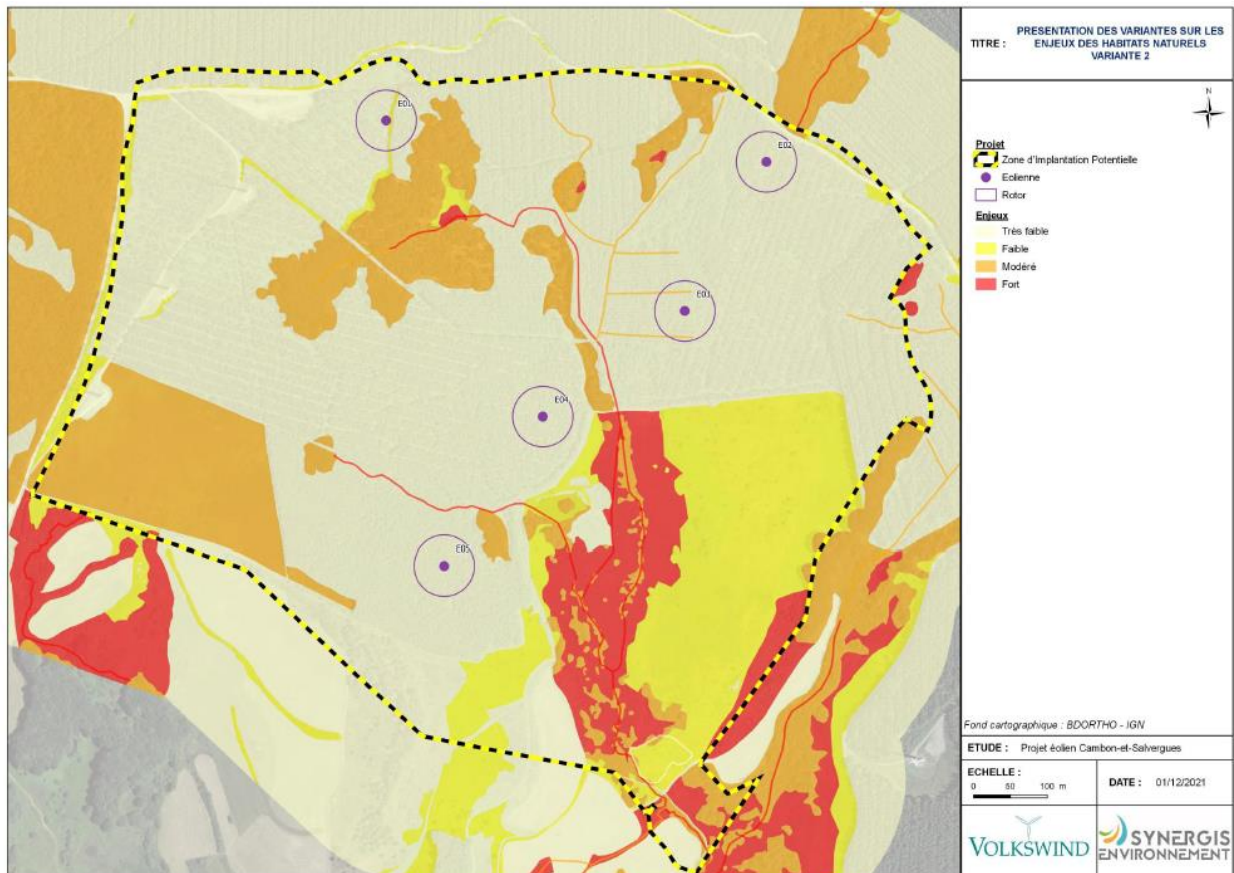 TITRE :
PRESENTATION DES VARIANTES SUR LES
ENJEUX DES HABITATS NATURELS
VARIANTE 2
N
Projet
Zone d'Implantation Potentielle
Eolienne
Rotor
Enjeux
Très faible
Faible
Modéré
Fort
E01
E02
E03
E04
E05
Fond cartographique : BDORTHO - IGN
ETUDE : Projet éolien Cambon-et-Salvergues
ECHELLE :
0 50 100 m
DATE : 01/12/2021
VOLKSWIND
SYNERGIS
ENVIRONNEMENT